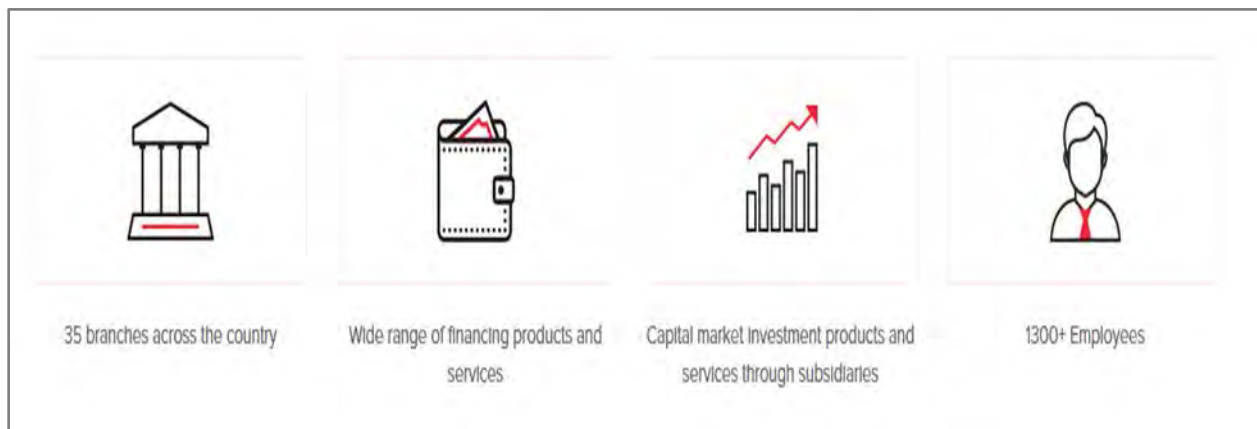 35 branches across the country
Wide range of financing products and
services
Capital market investment products and
services through subsidiaries
1300+ Employees